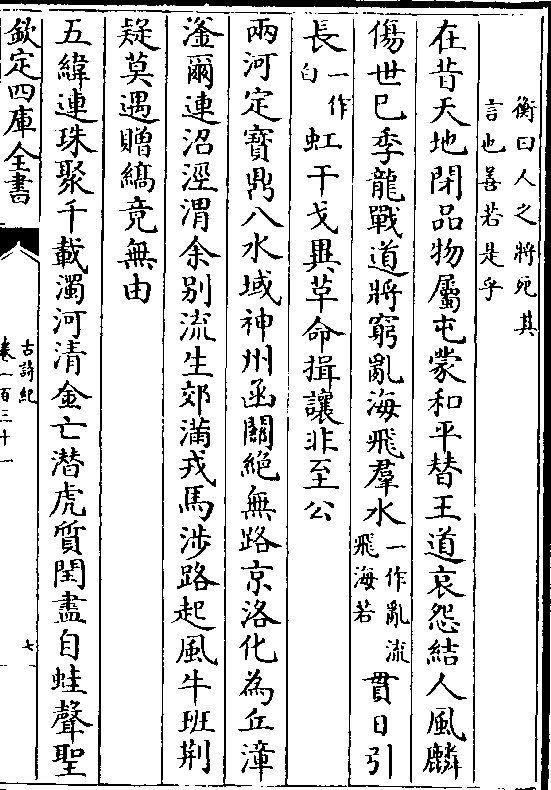 衡曰人之將死其
言也善若是乎
在昔天地閉品物屬屯蒙和平替王道哀怨結人風麟
傷世已季龍戰道將窮亂海飛羣水一作亂流飛海若貫日引
長一作白虹干戈異革命揖讓非至公
兩河定寳鼎八水域神州函關絶無路京洛化為丘漳
滏爾連沼涇渭余别流生郊滿戎馬涉路起風牛班荆
疑莫遇贈縞竟無由
五緯連珠聚千載濁河清金亡潛虎質閏盡自蛙聲聖
欽定四庫全書
古詩紀
卷一百三十一
七